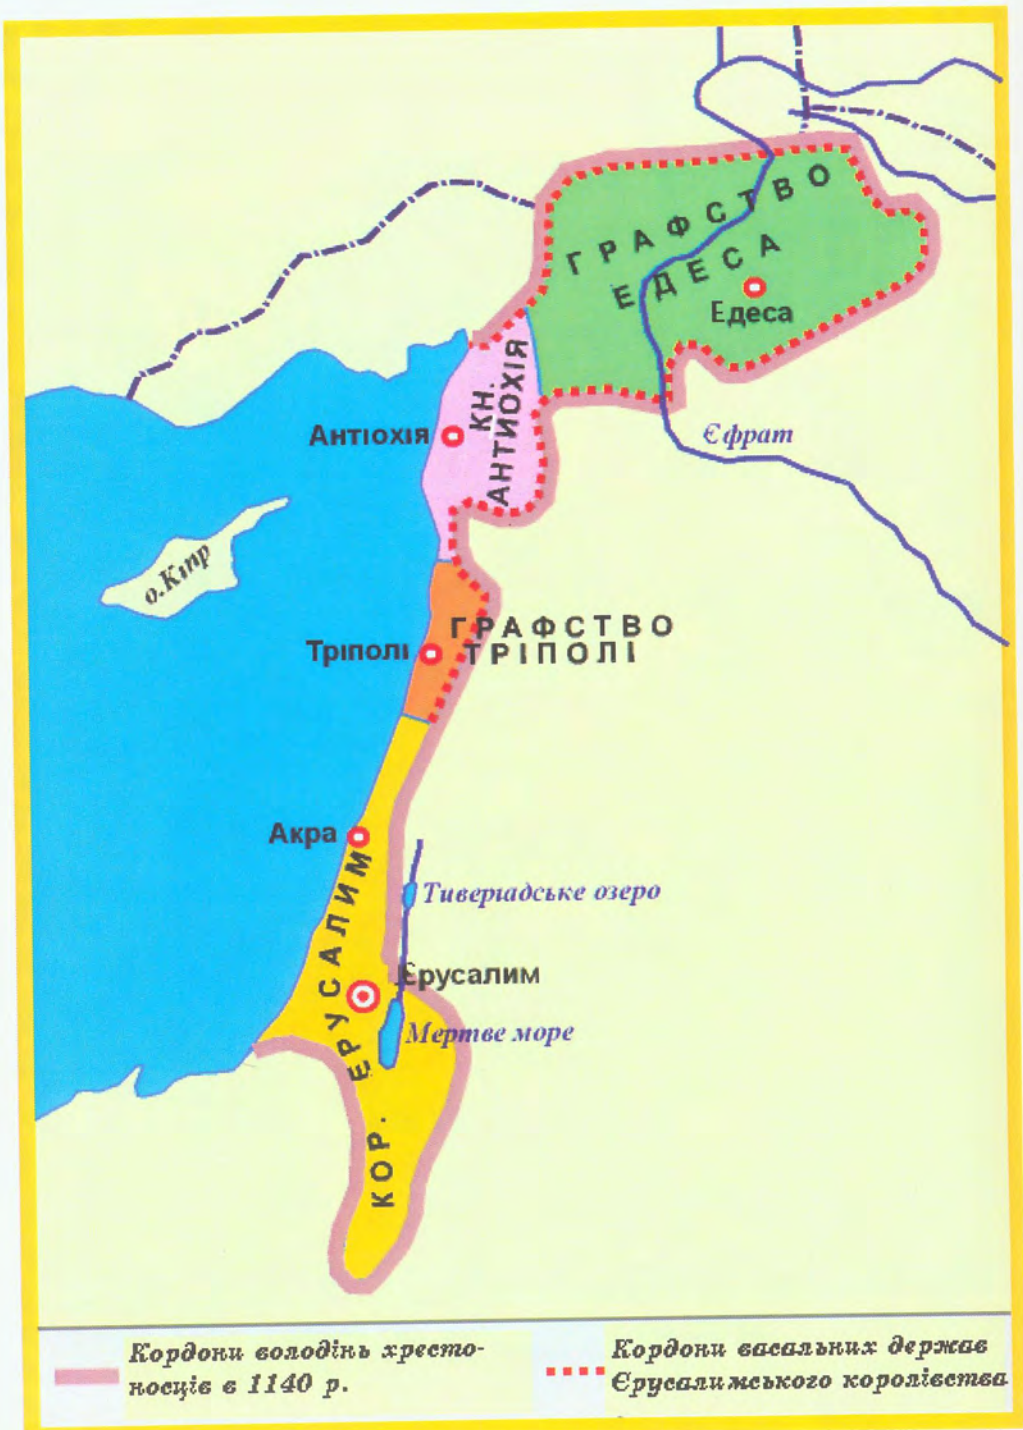 ГРАФСТВО
ЕДЕСА
Едеса
КН.
АНТИОХІЯ
Антіохія
Єфрат
о.Кіпр
ГРАФСТВО
Тріполі
ТРІПОЛІ
Акра
Тиверіадське озеро
Єрусалим
Мертве море
КОР. ЄРУСАЛИМ
Кордони володінь хресто-
носців в 1140 р.
Кордони васальних держав
Єрусалимського королівства